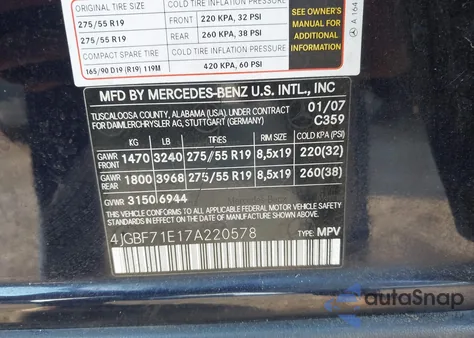 ORIGINAL TIRE SIZE COLD TIRE INFLATION PRESSURE
275/55 R19 FRONT 220 KPA, 32 PSI
275/55 R19 REAR 260 KPA, 38 PSI
COMPACT SPARE TIRE COLD TIRE INFLATION PRESSURE
165/90 D19 (R19) 119M 420 KPA, 60 PSI
SEE OWNER'S
MANUAL FOR
ADDITIONAL
INFORMATION
A 164
MFD BY MERCEDES-BENZ U.S. INTL., INC
TUSCALOOSA COUNTY, ALABAMA (USA) UNDER CONTRACT 01/07
FOR DAIMLERCHRYSLER AG, STUTTGART (GERMANY) C359
KG LB TIRES RIM SIZE COLD KPA (PSI)
GAWR FRONT 1470 3240 275/55 R19 8,5x19 220(32)
GAWR REAR 1800 3968 275/55 R19 8,5x19 260(38)
GVWR 3150 6944
THIS VEHICLE CONFORMS TO ALL APPLICABLE FEDERAL MOTOR VEHICLE
SAFETY STANDARDS IN EFFECT ON THE DATE OF MANUFACTURE SHOWN ABOVE.
4JGBF71E17A220578 TYPE: MPV
autoSnap